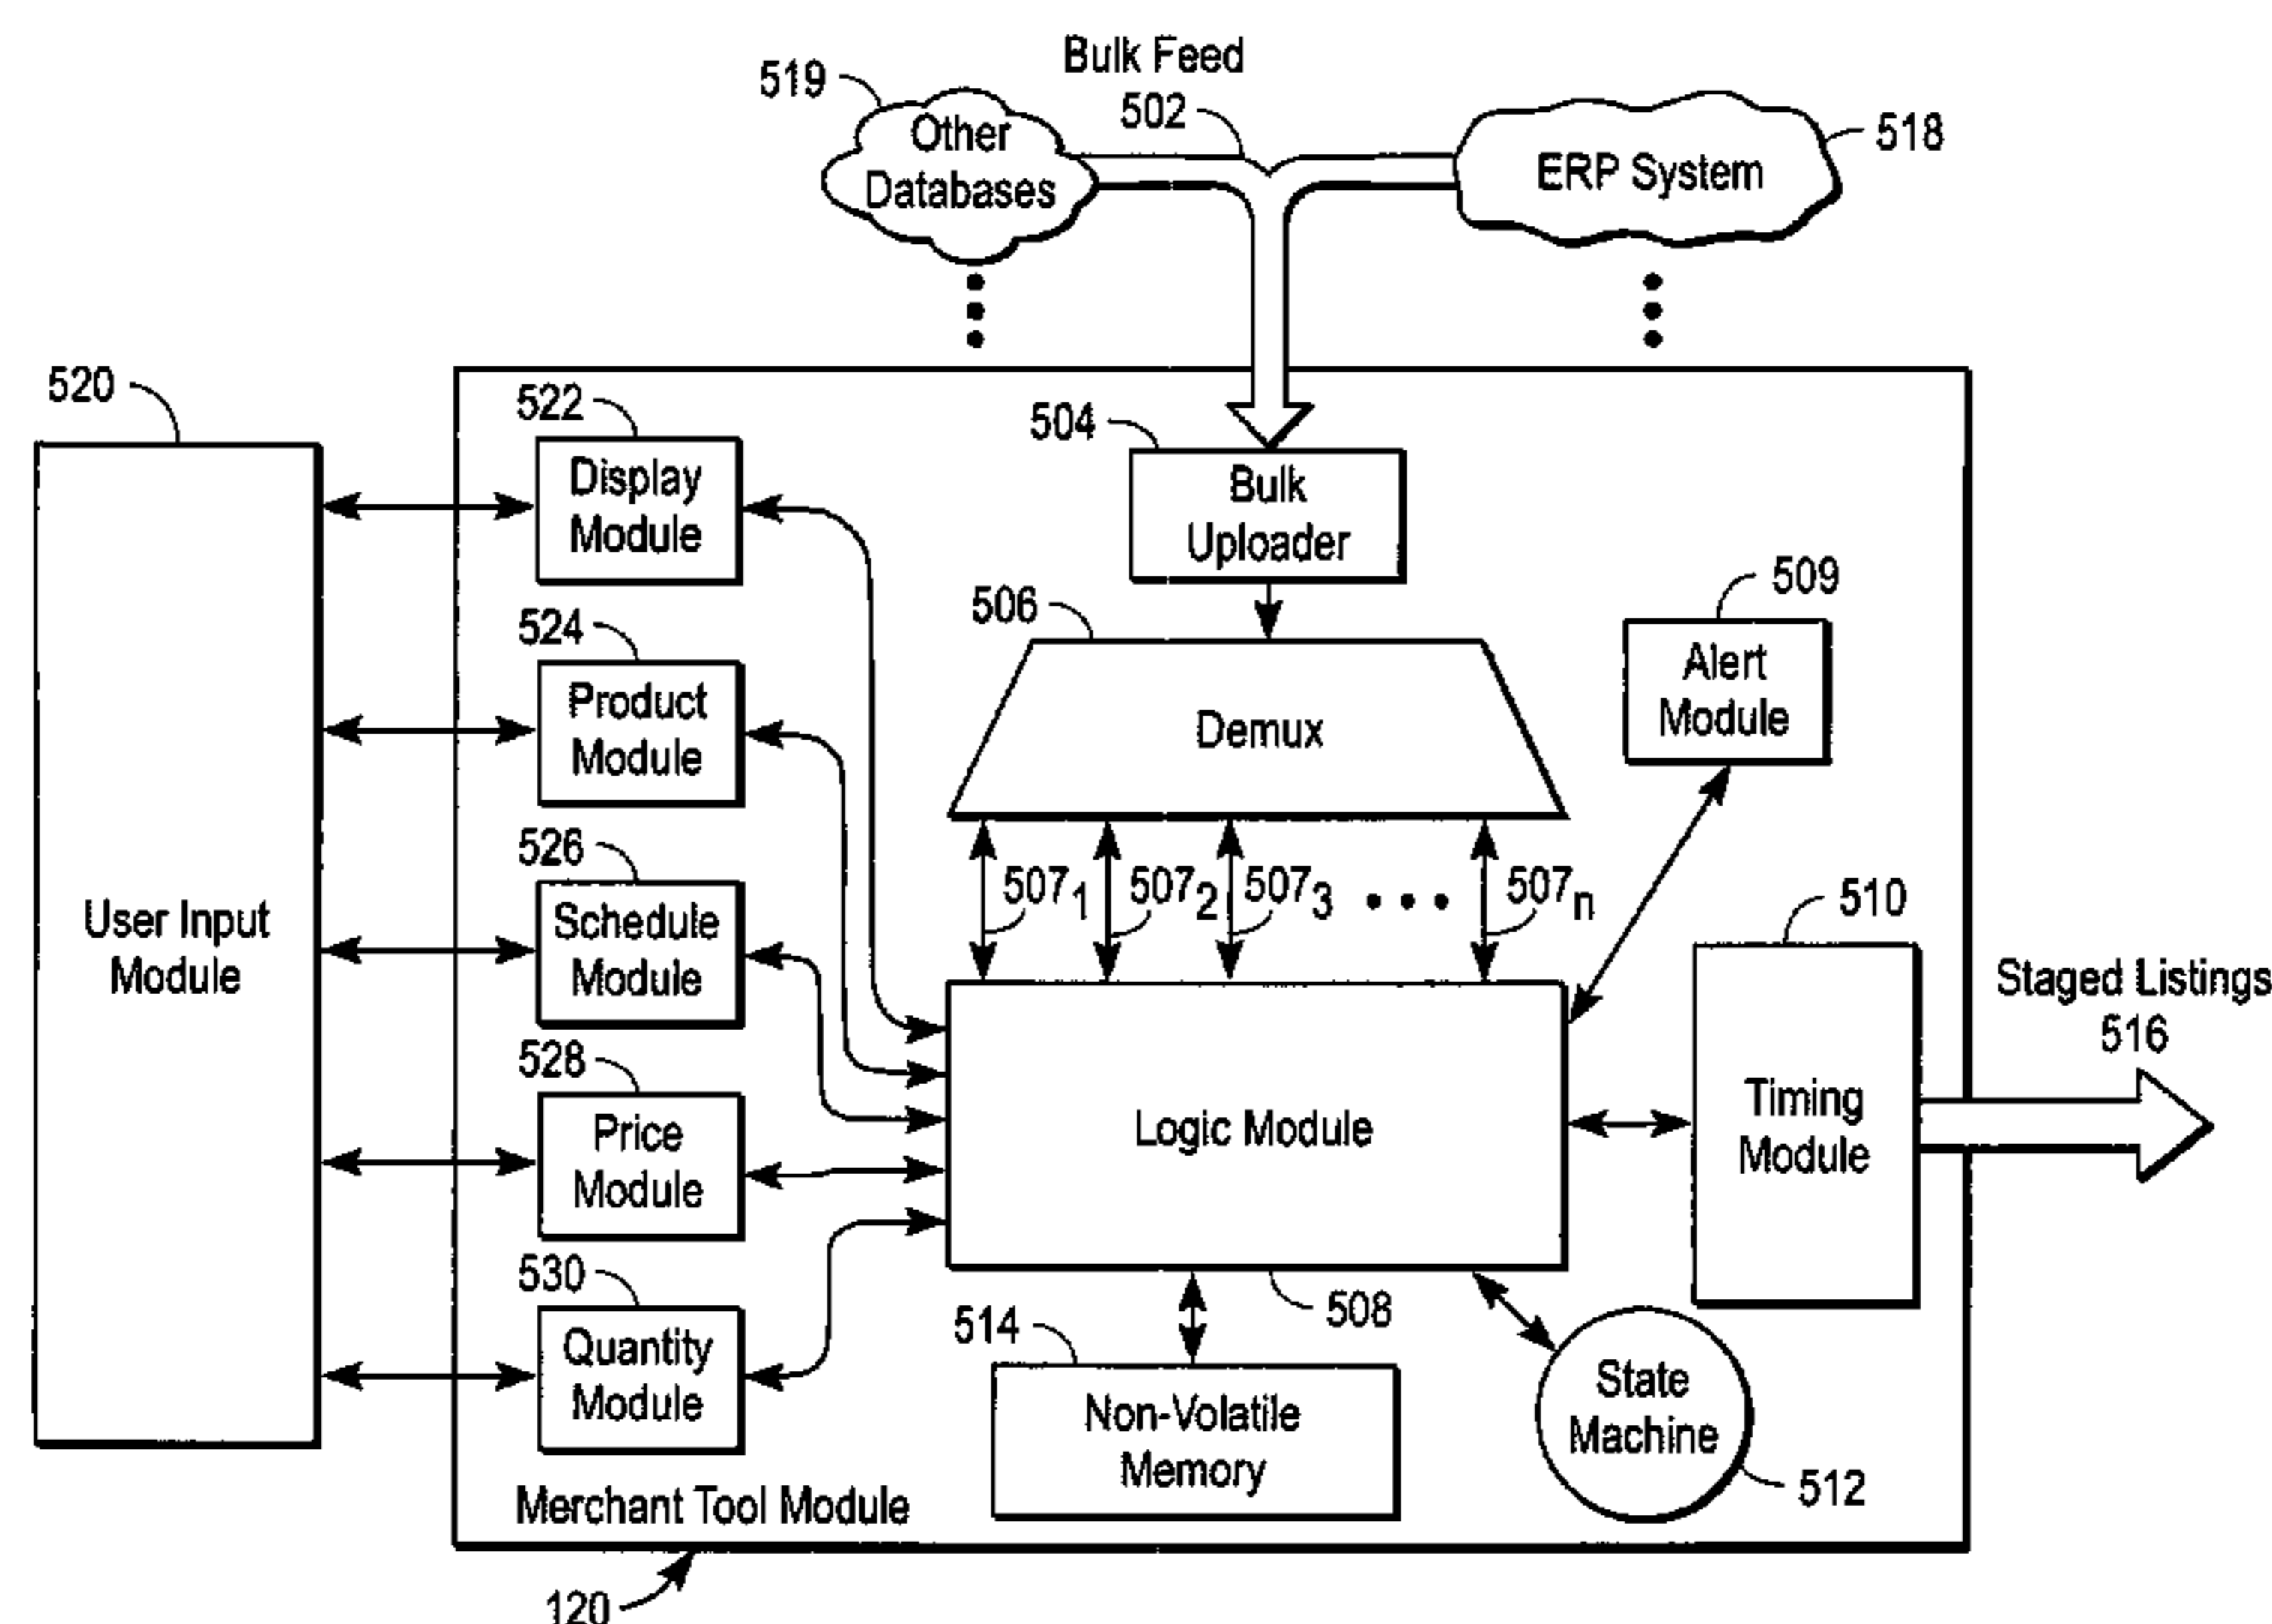 Bulk Feed
502
519
Other
Databases
ERP System
518
520
522
Display
Module
504
Bulk
Uploader
509
Alert
Module
524
Product
Module
506
Demux
526
Schedule
Module
507₁
507₂
507₃
507ₙ
510
User Input
Module
Staged Listings
516
528
Price
Module
Logic Module
Timing
Module
530
Quantity
Module
508
514
Non-Volatile
Memory
State
Machine
512
Merchant Tool Module
120